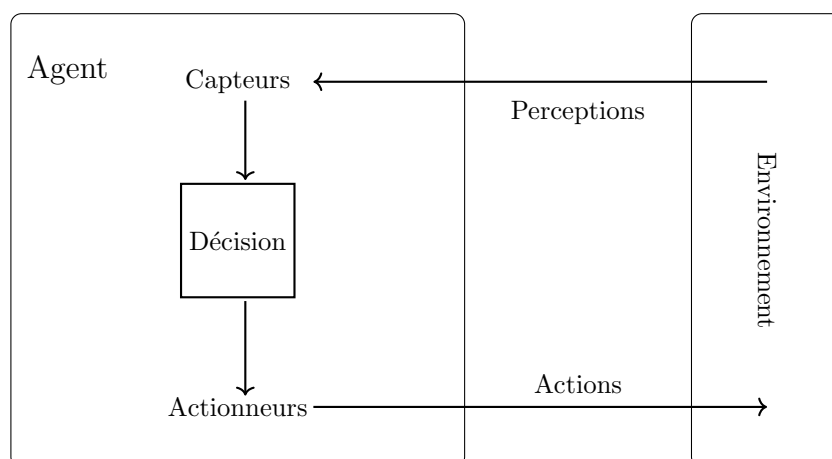 Agent
Capteurs
Perceptions
Environnement
Décision
Actions
Actionneurs